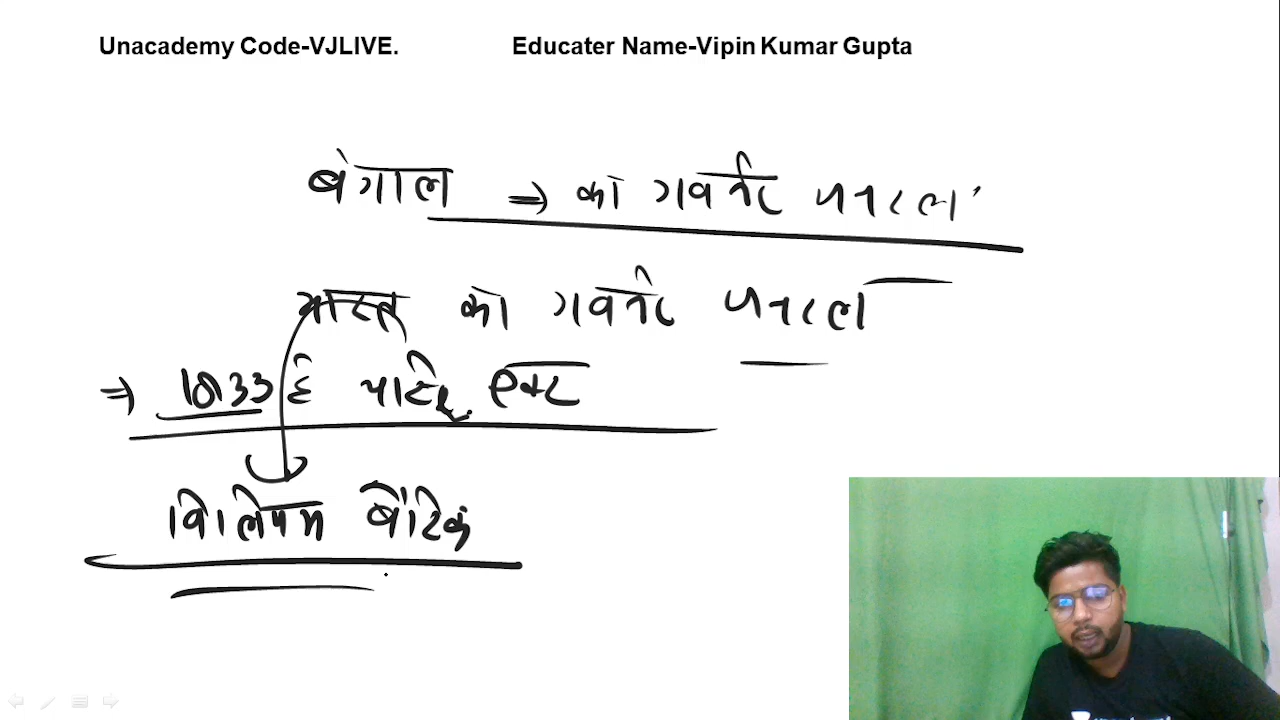 Unacademy Code-VJLIVE. Educater Name-Vipin Kumar Gupta
बंगाल ⇒ का गवर्नर जनरल
भारत का गवर्नर जनरल
⇒ 1833 ई चार्टर एक्ट
विलियम बैंटिक